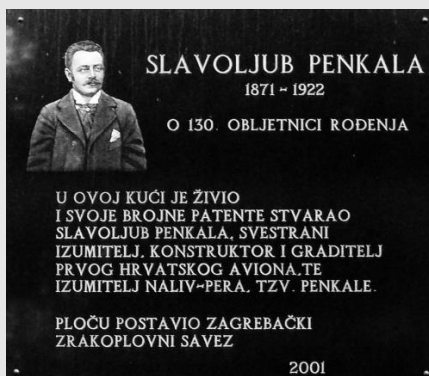 SLAVOLJUB PENKALA
1871 ~ 1922
O 130. OBLJETNICI ROĐENJA
U OVOJ KUĆI JE ŽIVIO
I SVOJE BROJNE PATENTE STVARAO
SLAVOLJUB PENKALA, SVESTRANI
IZUMITELJ, KONSTRUKTOR I GRADITELJ
PRVOG HRVATSKOG AVIONA,TE
IZUMITELJ NALIV~PERA, TZV. PENKALE.
PLOČU POSTAVIO ZAGREBAČKI
ZRAKOPLOVNI SAVEZ
2001